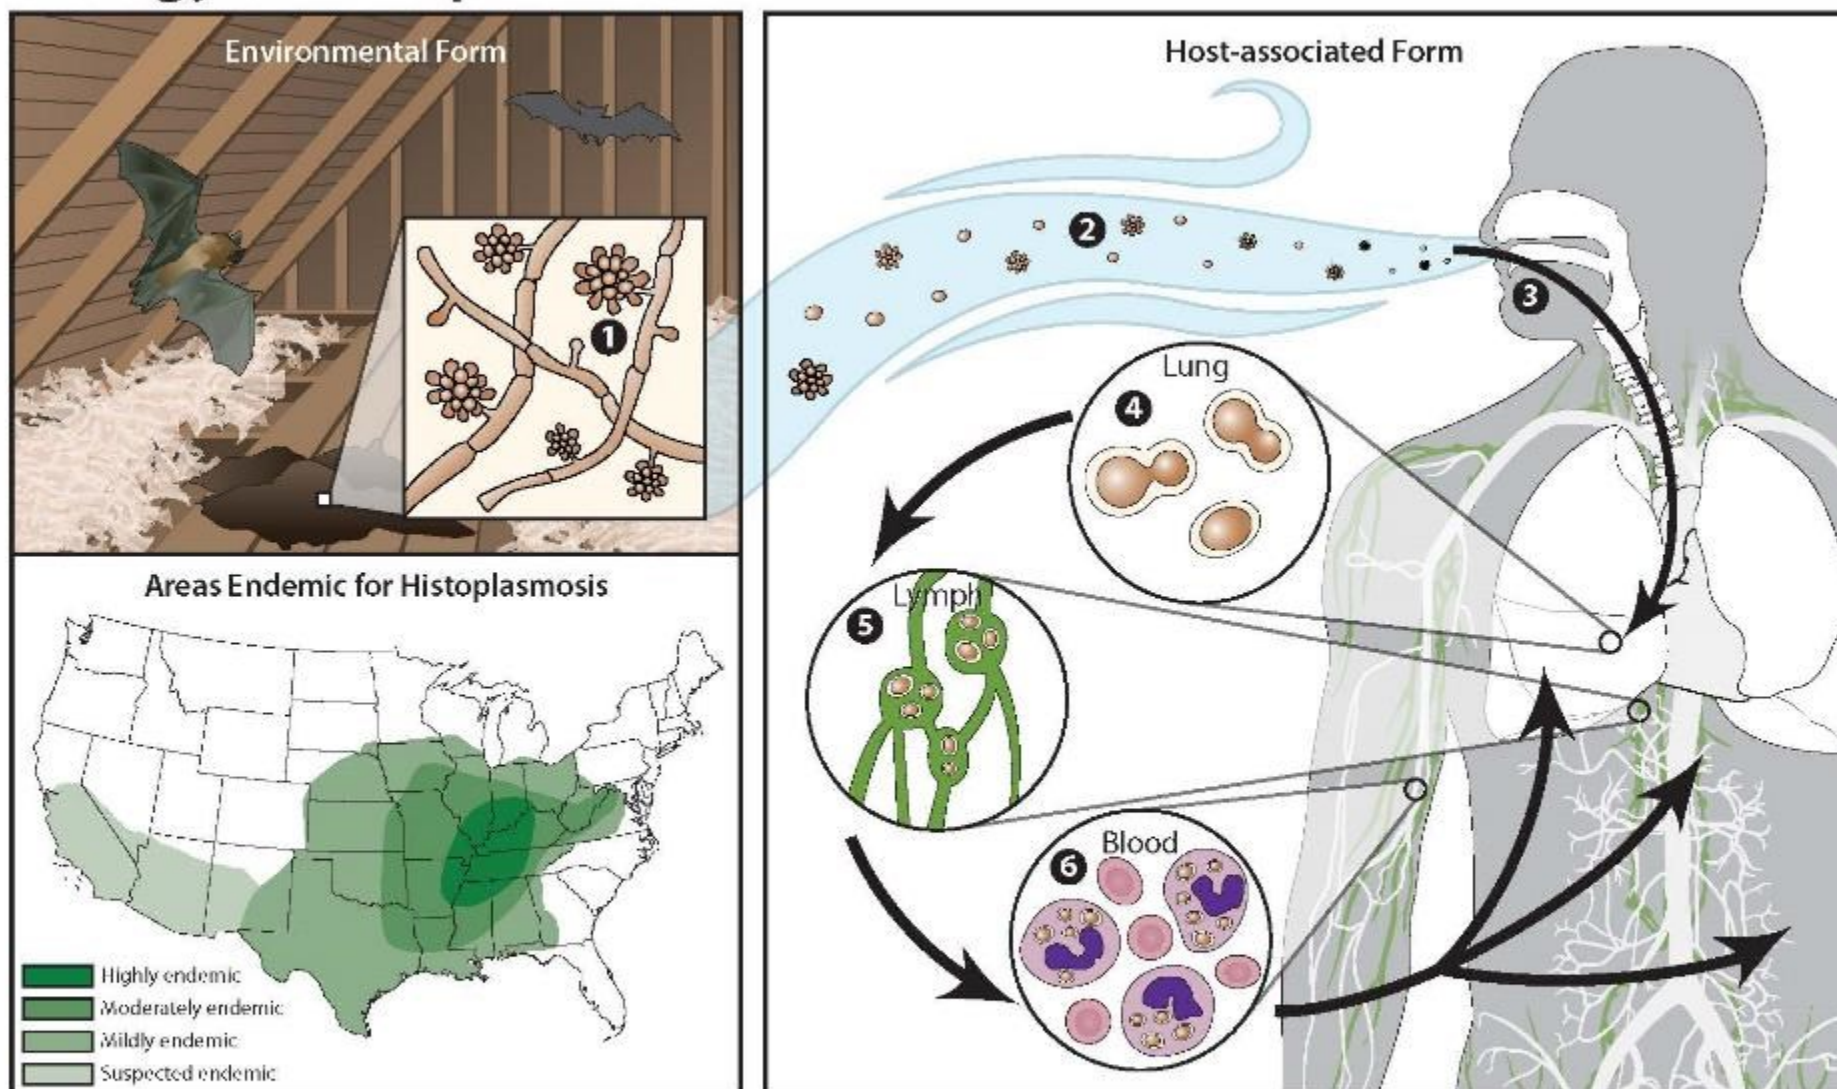 Environmental Form
1
Areas Endemic for Histoplasmosis
Highly endemic
Moderately endemic
Mildly endemic
Suspected endemic
Host-associated Form
2
3
Lung
4
Lymph
5
Blood
6